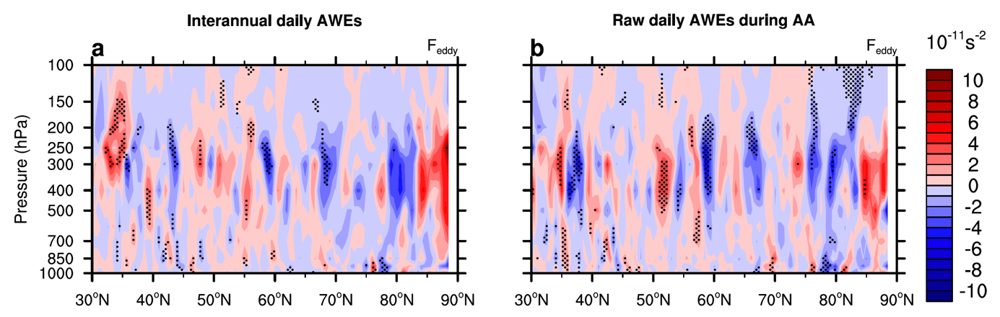 Interannual daily AWEs
Raw daily AWEs during AA
a
F_eddy
b
F_eddy
10⁻¹¹s⁻²
Pressure (hPa)
100
150
200
250
300
400
500
700
850
1000
10
8
6
4
2
0
-2
-4
-6
-8
-10
30°N 40°N 50°N 60°N 70°N 80°N 90°N
30°N 40°N 50°N 60°N 70°N 80°N 90°N